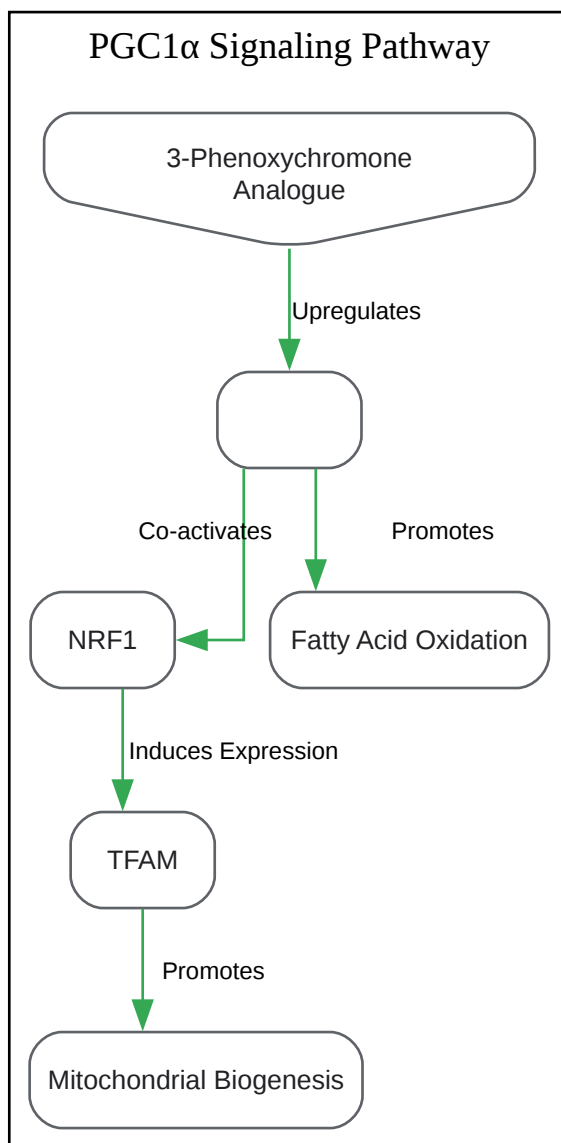 PGC1α Signaling Pathway
3-Phenoxychromone
Analogue
Upregulates
Co-activates
Promotes
NRF1
Fatty Acid Oxidation
Induces Expression
TFAM
Promotes
Mitochondrial Biogenesis